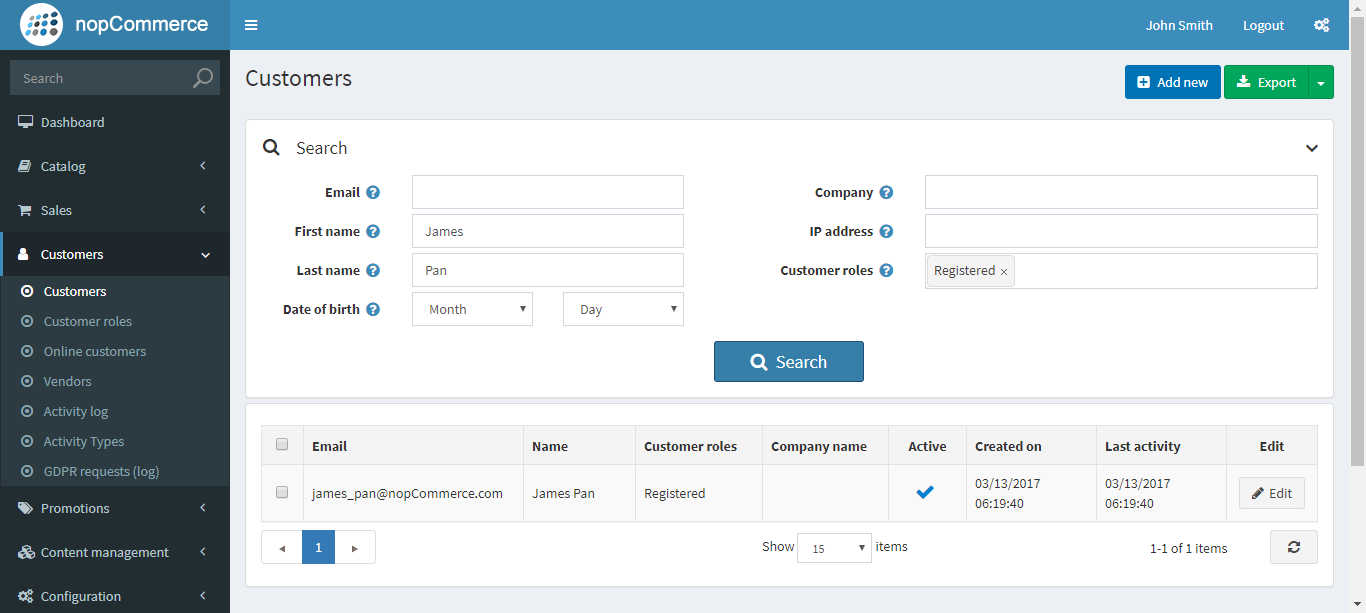 nopCommerce
John Smith Logout
Search
Dashboard
Catalog
Sales
Customers
Customers
Customer roles
Online customers
Vendors
Activity log
Activity Types
GDPR requests (log)
Promotions
Content management
Configuration
Customers
Add new Export
Search
Email ? Company ?
First name ? James IP address ?
Last name ? Pan Customer roles ? Registered ×
Date of birth ? Month Day
Search
Email Name Customer roles Company name Active Created on Last activity Edit
james_pan@nopCommerce.com James Pan Registered 03/13/2017 03/13/2017 Edit
06:19:40 06:19:40
1 Show 15 items 1-1 of 1 items